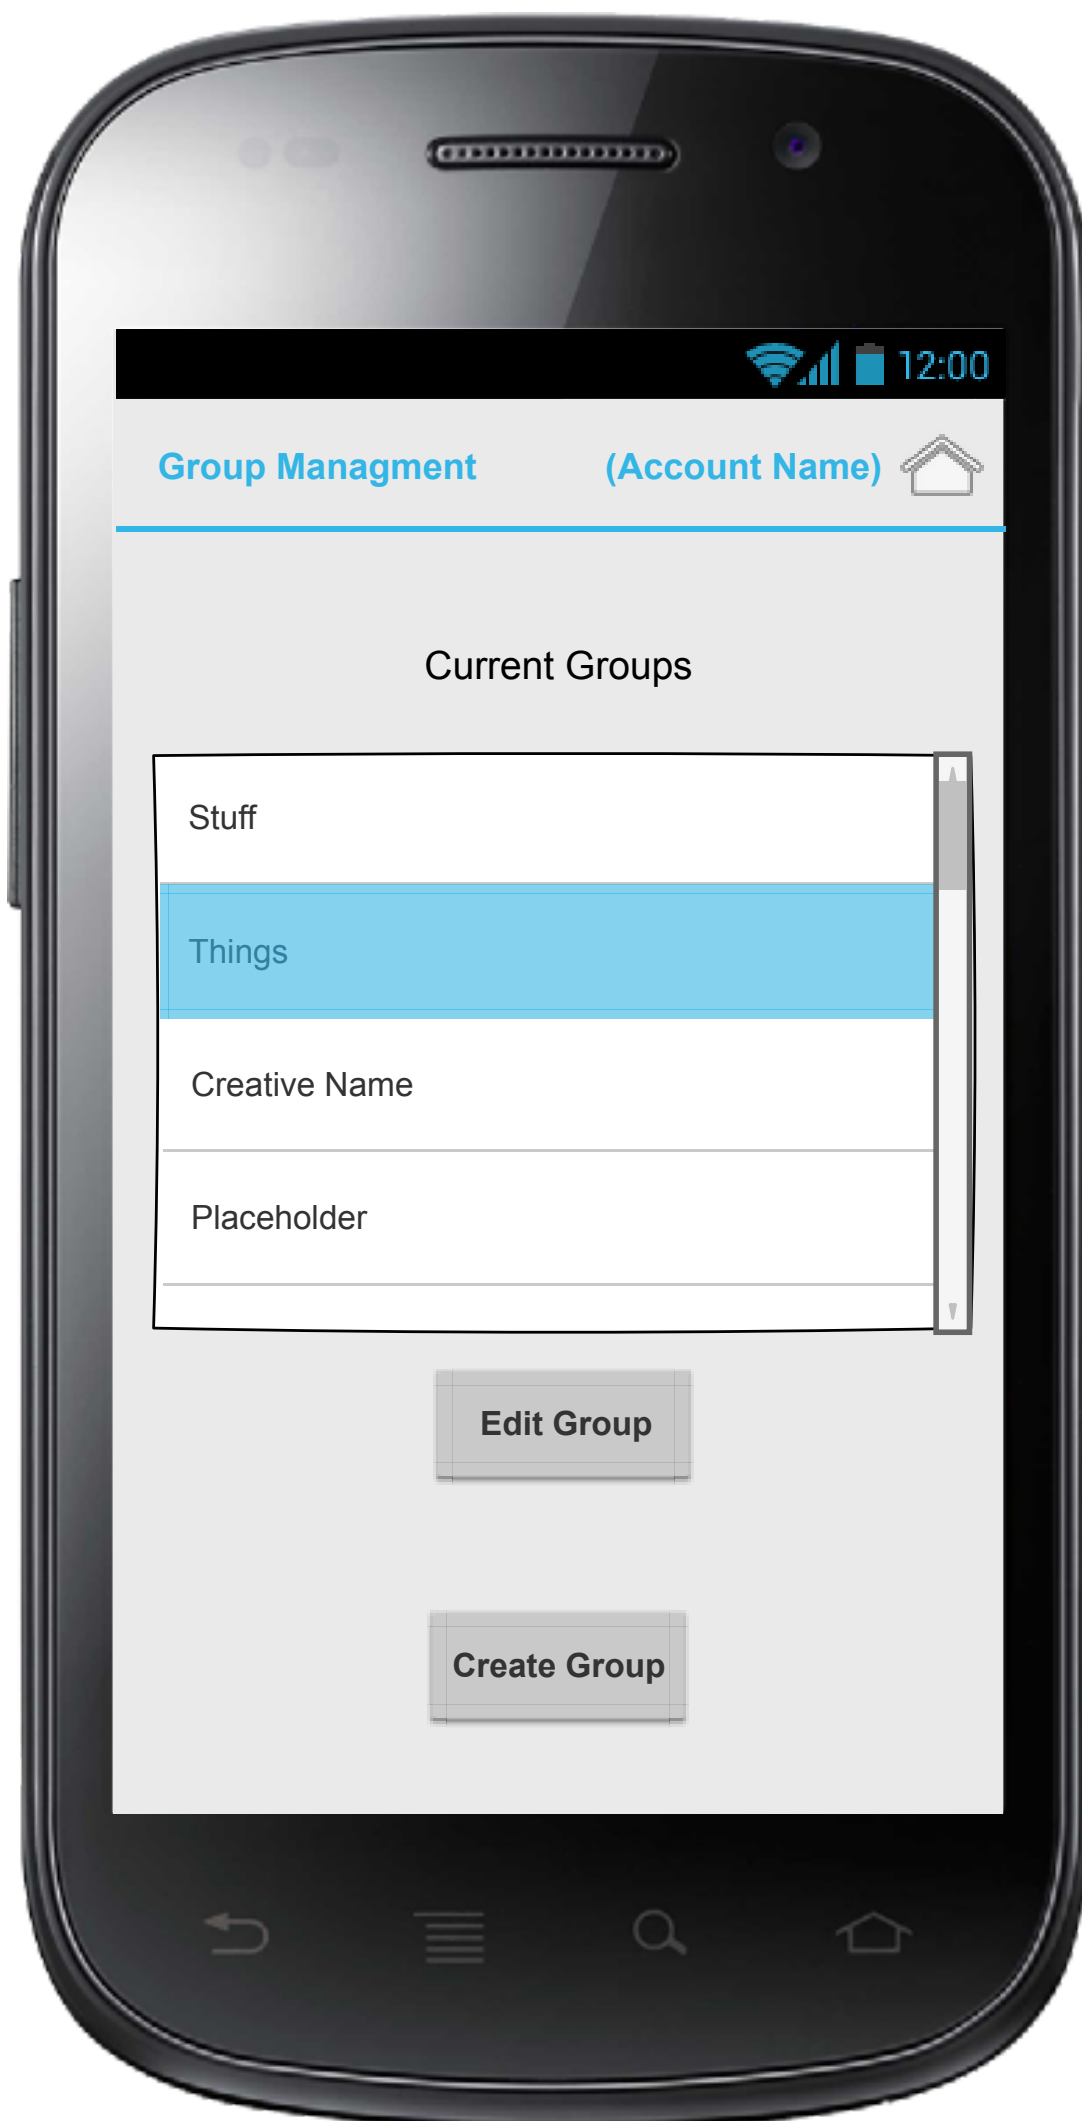 12:00
Group Managment (Account Name)
Current Groups
Stuff
Things
Creative Name
Placeholder
Edit Group
Create Group